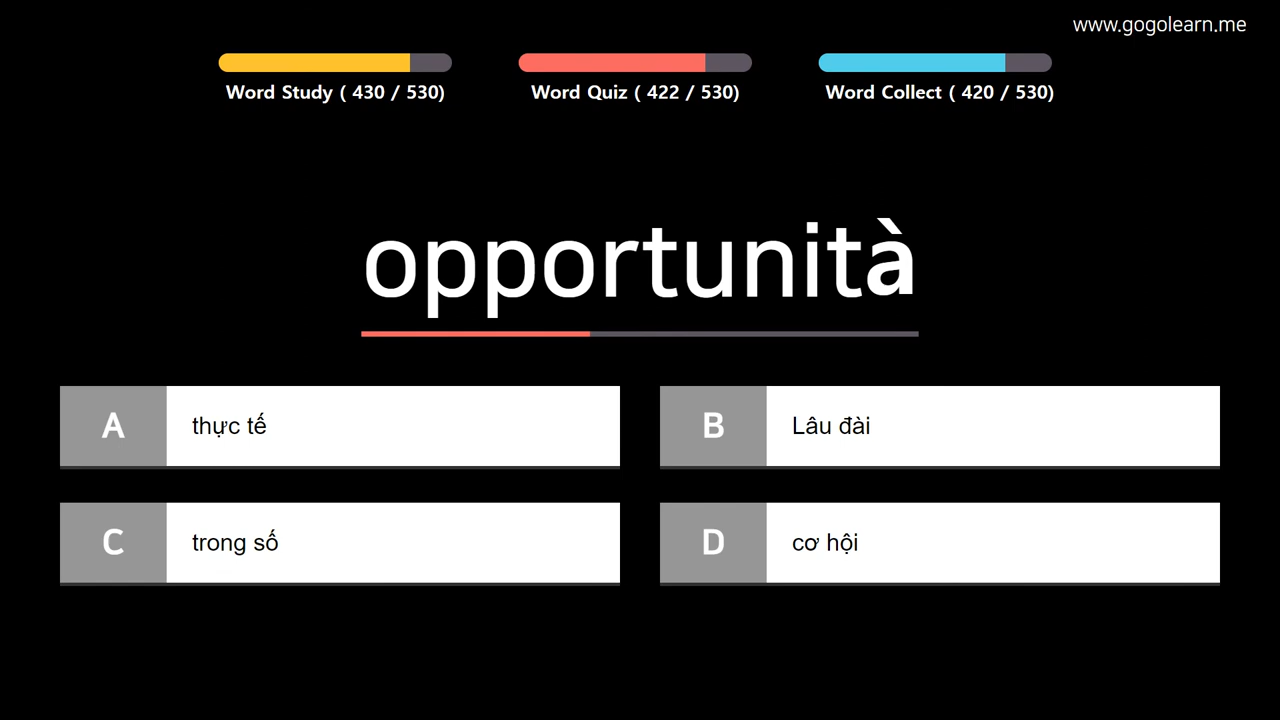 www.gogolearn.me
Word Study ( 430 / 530)
Word Quiz ( 422 / 530)
Word Collect ( 420 / 530)
opportunità
A thực tế
B Lâu đài
C trong số
D cơ hội